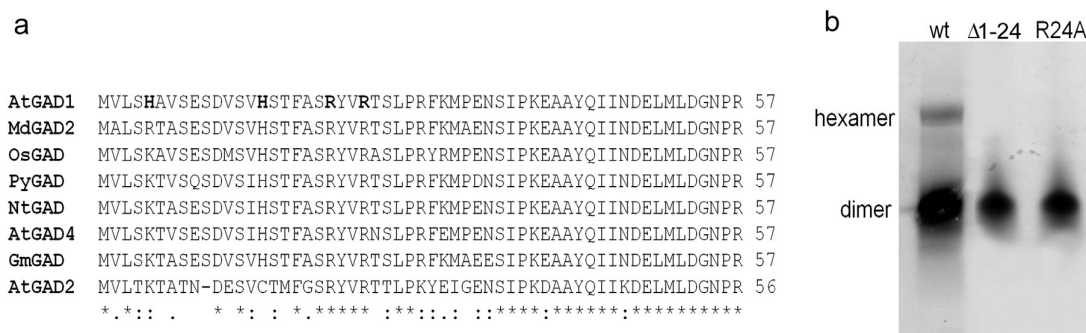 a
AtGAD1 MVLSHAVSESDVSVHSTFASRYVRTSLPRFKMPENSIPKEAAYQIINDELMLDGNPR 57
MdGAD2 MALSRTASESDVSVHSTFASRYVRTSLPRFKMAENSIPKEAAYQIINDELMLDGNPR 57
OsGAD MVLSKAVSESDMSVHSTFASRYVRASLPRYRMPENSIPKEAAYQIINDELMLDGNPR 57
PyGAD MVLSKTVSQSDVSIHSTFASRYVRTSLPRFKMPDNSIPKEAAYQIINDELMLDGNPR 57
NtGAD MVLSKTASESDVSIHSTFASRYVRTSLPRFKMPENSIPKEAAYQIINDELMLDGNPR 57
AtGAD4 MVLSKTVSESDVSIHSTFASRYVRNSLPRFEMPENSIPKEAAYQIINDELMLDGNPR 57
GmGAD MVLSKTASESDVSVHSTFASRYVRTSLPRFKMAEESIPKEAAYQIINDELMLDGNPR 57
AtGAD2 MVLTKTATN-DESVCTMFGSRYVRTTLPKYEIGENSIPKDAAYQIIKDELMLDGNPR 56
*.*:: . * *: : *.***** :**::.: ::****:******:**********
b
wt Δ1-24 R24A
hexamer
dimer